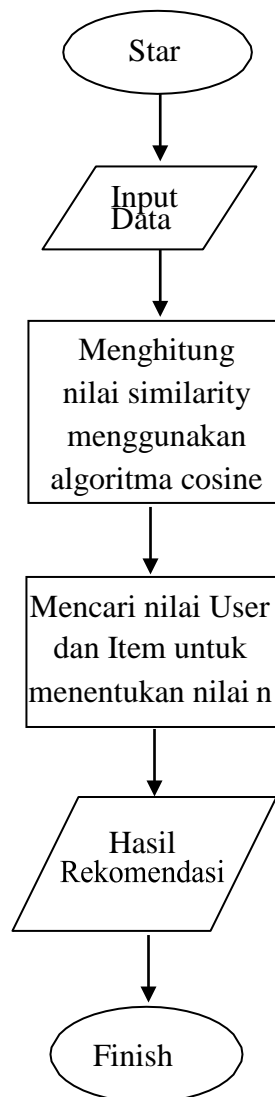 Star
Input
Data
Menghitung
nilai similarity
menggunakan
algoritma cosine
Mencari nilai User
dan Item untuk
menentukan nilai n
Hasil
Rekomendasi
Finish